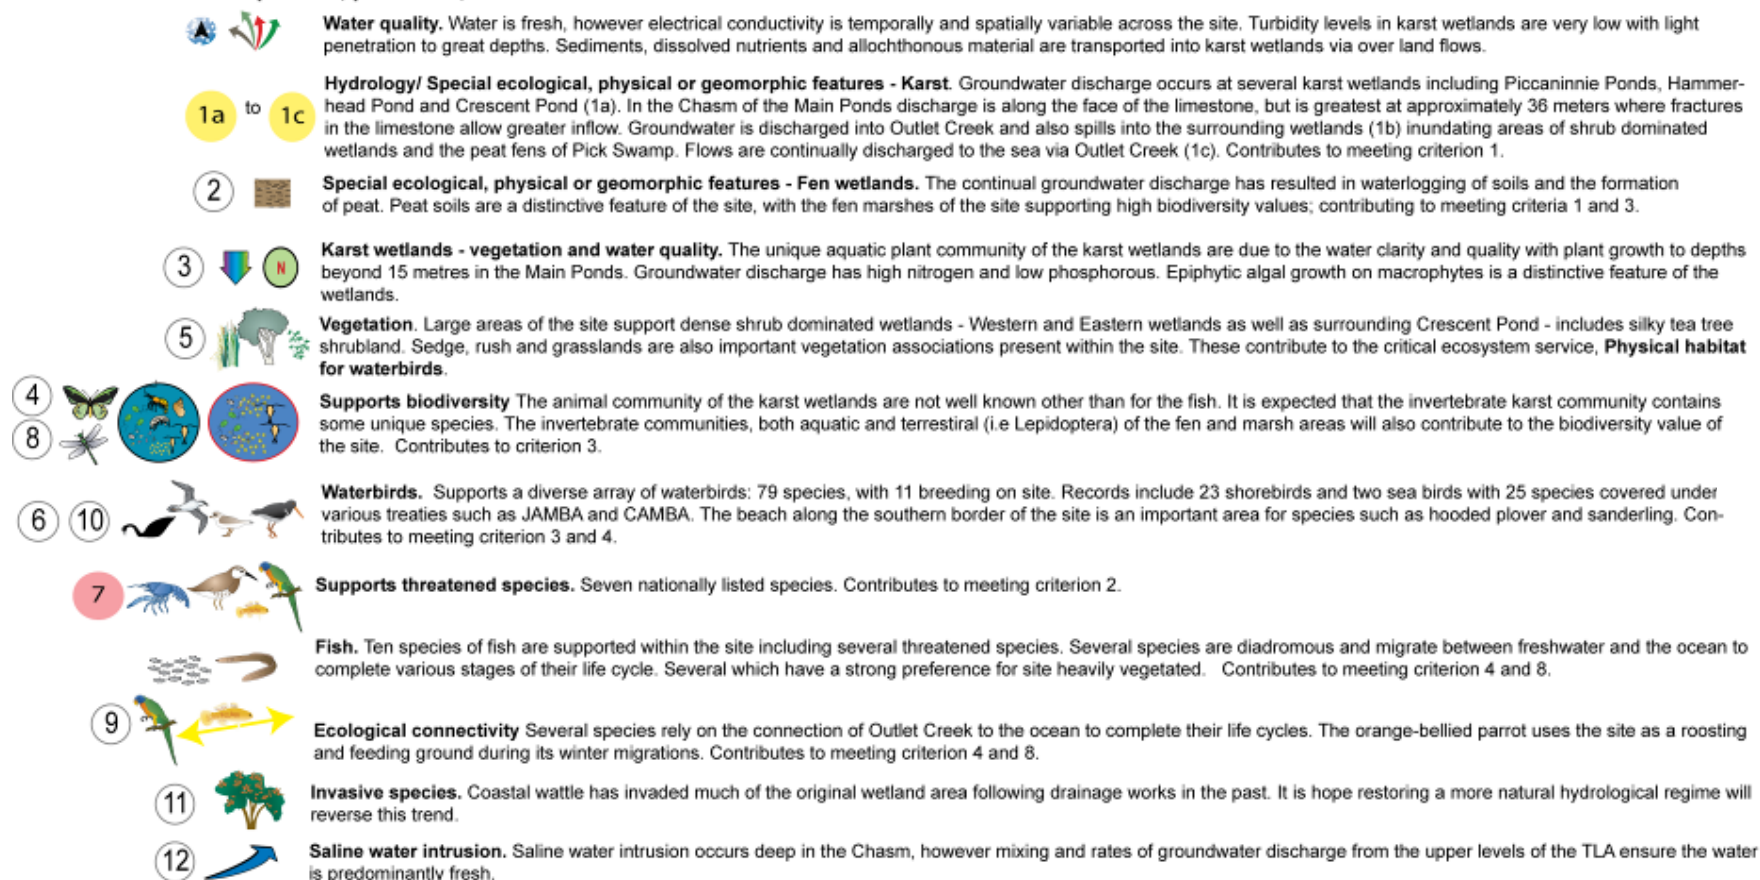 Water quality. Water is fresh, however electrical conductivity is temporally and spatially variable across the site. Turbidity levels in karst wetlands are very low with light
penetration to great depths. Sediments, dissolved nutrients and allochthonous material are transported into karst wetlands via over land flows.
1a to 1c
Hydrology/ Special ecological, physical or geomorphic features - Karst. Groundwater discharge occurs at several karst wetlands including Piccaninnie Ponds, Hammer-
head Pond and Crescent Pond (1a). In the Chasm of the Main Ponds discharge is along the face of the limestone, but is greatest at approximately 36 meters where fractures
in the limestone allow greater inflow. Groundwater is discharged into Outlet Creek and also spills into the surrounding wetlands (1b) inundating areas of shrub dominated
wetlands and the peat fens of Pick Swamp. Flows are continually discharged to the sea via Outlet Creek (1c). Contributes to meeting criterion 1.
2
Special ecological, physical or geomorphic features - Fen wetlands. The continual groundwater discharge has resulted in waterlogging of soils and the formation
of peat. Peat soils are a distinctive feature of the site, with the fen marshes of the site supporting high biodiversity values; contributing to meeting criteria 1 and 3.
3 N
Karst wetlands - vegetation and water quality. The unique aquatic plant community of the karst wetlands are due to the water clarity and quality with plant growth to depths
beyond 15 metres in the Main Ponds. Groundwater discharge has high nitrogen and low phosphorous. Epiphytic algal growth on macrophytes is a distinctive feature of the
wetlands.
5
Vegetation. Large areas of the site support dense shrub dominated wetlands - Western and Eastern wetlands as well as surrounding Crescent Pond - includes silky tea tree
shrubland. Sedge, rush and grasslands are also important vegetation associations present within the site. These contribute to the critical ecosystem service, Physical habitat
for waterbirds.
4
8
Supports biodiversity The animal community of the karst wetlands are not well known other than for the fish. It is expected that the invertebrate karst community contains
some unique species. The invertebrate communities, both aquatic and terrestiral (i.e Lepidoptera) of the fen and marsh areas will also contribute to the biodiversity value of
the site. Contributes to criterion 3.
6 10
Waterbirds. Supports a diverse array of waterbirds: 79 species, with 11 breeding on site. Records include 23 shorebirds and two sea birds with 25 species covered under
various treaties such as JAMBA and CAMBA. The beach along the southern border of the site is an important area for species such as hooded plover and sanderling. Con-
tributes to meeting criterion 3 and 4.
7
Supports threatened species. Seven nationally listed species. Contributes to meeting criterion 2.
Fish. Ten species of fish are supported within the site including several threatened species. Several species are diadromous and migrate between freshwater and the ocean to
complete various stages of their life cycle. Several which have a strong preference for site heavily vegetated. Contributes to meeting criterion 4 and 8.
9
Ecological connectivity Several species rely on the connection of Outlet Creek to the ocean to complete their life cycles. The orange-bellied parrot uses the site as a roosting
and feeding ground during its winter migrations. Contributes to meeting criterion 4 and 8.
11
Invasive species. Coastal wattle has invaded much of the original wetland area following drainage works in the past. It is hope restoring a more natural hydrological regime will
reverse this trend.
12
Saline water intrusion. Saline water intrusion occurs deep in the Chasm, however mixing and rates of groundwater discharge from the upper levels of the TLA ensure the water
is predominantly fresh.